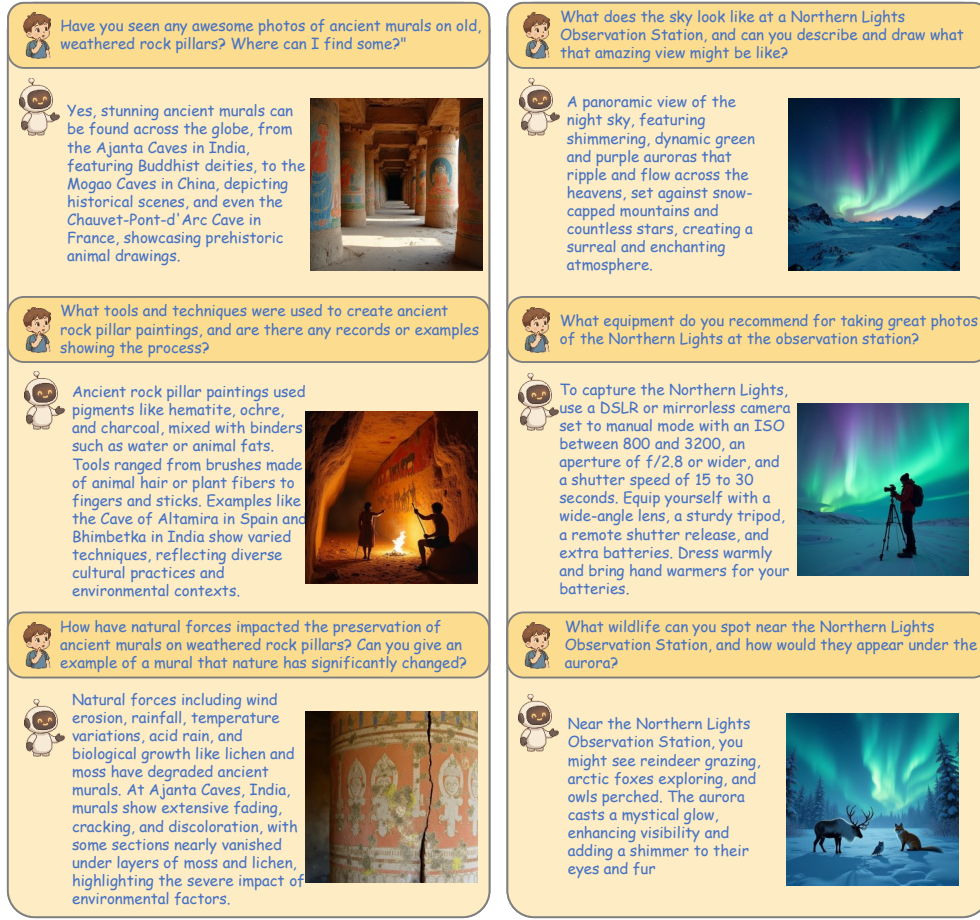 Have you seen any awesome photos of ancient murals on old,
weathered rock pillars? Where can I find some?"
Yes, stunning ancient murals can
be found across the globe, from
the Ajanta Caves in India,
featuring Buddhist deities, to the
Mogao Caves in China, depicting
historical scenes, and even the
Chauvet-Pont-d'Arc Cave in
France, showcasing prehistoric
animal drawings.
What tools and techniques were used to create ancient
rock pillar paintings, and are there any records or examples
showing the process?
Ancient rock pillar paintings used
pigments like hematite, ochre,
and charcoal, mixed with binders
such as water or animal fats.
Tools ranged from brushes made
of animal hair or plant fibers to
fingers and sticks. Examples like
the Cave of Altamira in Spain and
Bhimbetka in India show varied
techniques, reflecting diverse
cultural practices and
environmental contexts.
How have natural forces impacted the preservation of
ancient murals on weathered rock pillars? Can you give an
example of a mural that nature has significantly changed?
Natural forces including wind
erosion, rainfall, temperature
variations, acid rain, and
biological growth like lichen and
moss have degraded ancient
murals. At Ajanta Caves, India,
murals show extensive fading,
cracking, and discoloration, with
some sections nearly vanished
under layers of moss and lichen,
highlighting the severe impact of
environmental factors.
What does the sky look like at a Northern Lights
Observation Station, and can you describe and draw what
that amazing view might be like?
A panoramic view of the
night sky, featuring
shimmering, dynamic green
and purple auroras that
ripple and flow across the
heavens, set against snow-
capped mountains and
countless stars, creating a
surreal and enchanting
atmosphere.
What equipment do you recommend for taking great photos
of the Northern Lights at the observation station?
To capture the Northern Lights,
use a DSLR or mirrorless camera
set to manual mode with an ISO
between 800 and 3200, an
aperture of f/2.8 or wider, and
a shutter speed of 15 to 30
seconds. Equip yourself with a
wide-angle lens, a sturdy tripod,
a remote shutter release, and
extra batteries. Dress warmly
and bring hand warmers for your
batteries.
What wildlife can you spot near the Northern Lights
Observation Station, and how would they appear under the
aurora?
Near the Northern Lights
Observation Station, you
might see reindeer grazing,
arctic foxes exploring, and
owls perched. The aurora
casts a mystical glow,
enhancing visibility and
adding a shimmer to their
eyes and fur